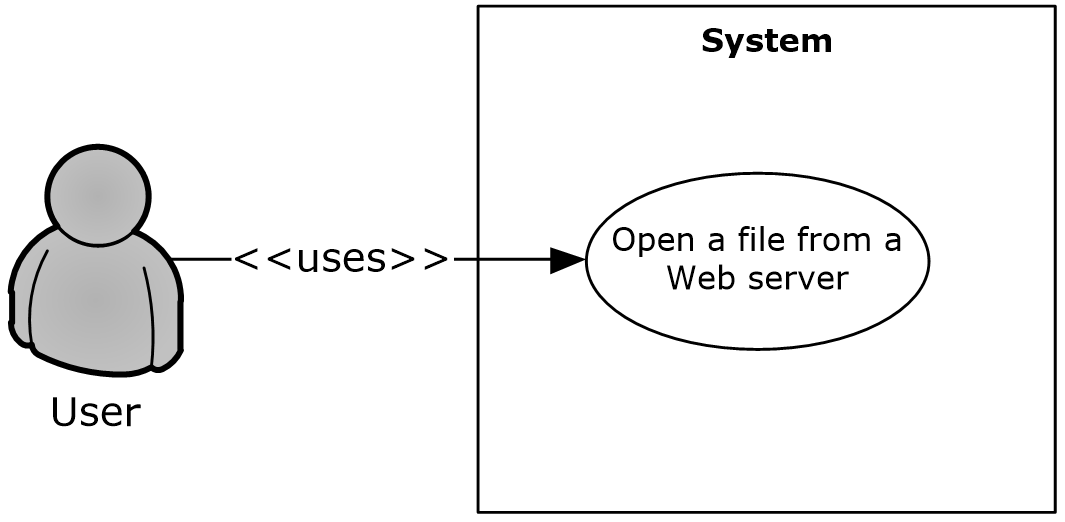 System
<<uses>>
Open a file from a
Web server
User